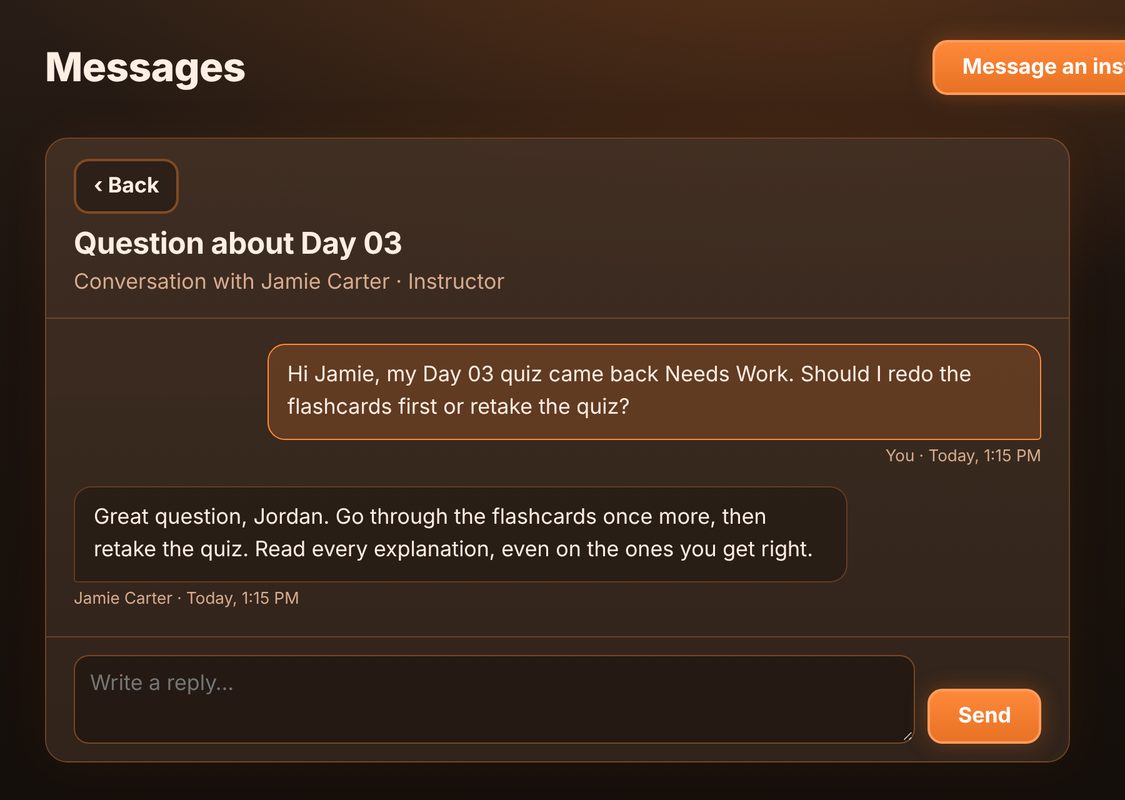 Messages
Message an inst
‹ Back
Question about Day 03
Conversation with Jamie Carter · Instructor
Hi Jamie, my Day 03 quiz came back Needs Work. Should I redo the
flashcards first or retake the quiz?
You · Today, 1:15 PM
Great question, Jordan. Go through the flashcards once more, then
retake the quiz. Read every explanation, even on the ones you get right.
Jamie Carter · Today, 1:15 PM
Write a reply...
Send